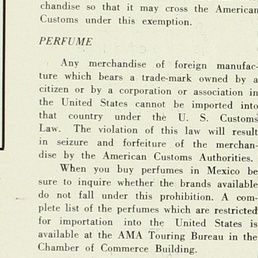 chandise so that it may cross the American
Customs under this exemption.
PERFUME
Any merchandise of foreign manufac-
ture which bears a trade-mark owned by a
citizen or by a corporation or association in
the United States cannot be imported into
that country under the U. S. Customs
Law. The violation of this law will result
in seizure and forfeiture of the merchan-
dise by the American Customs Authorities.
When you buy perfumes in Mexico be
sure to inquire whether the brands available
do not fall under this prohibition. A com-
plete list of the perfumes which are restricted
for importation into the United States is
available at the AMA Touring Bureau in the
Chamber of Commerce Building.